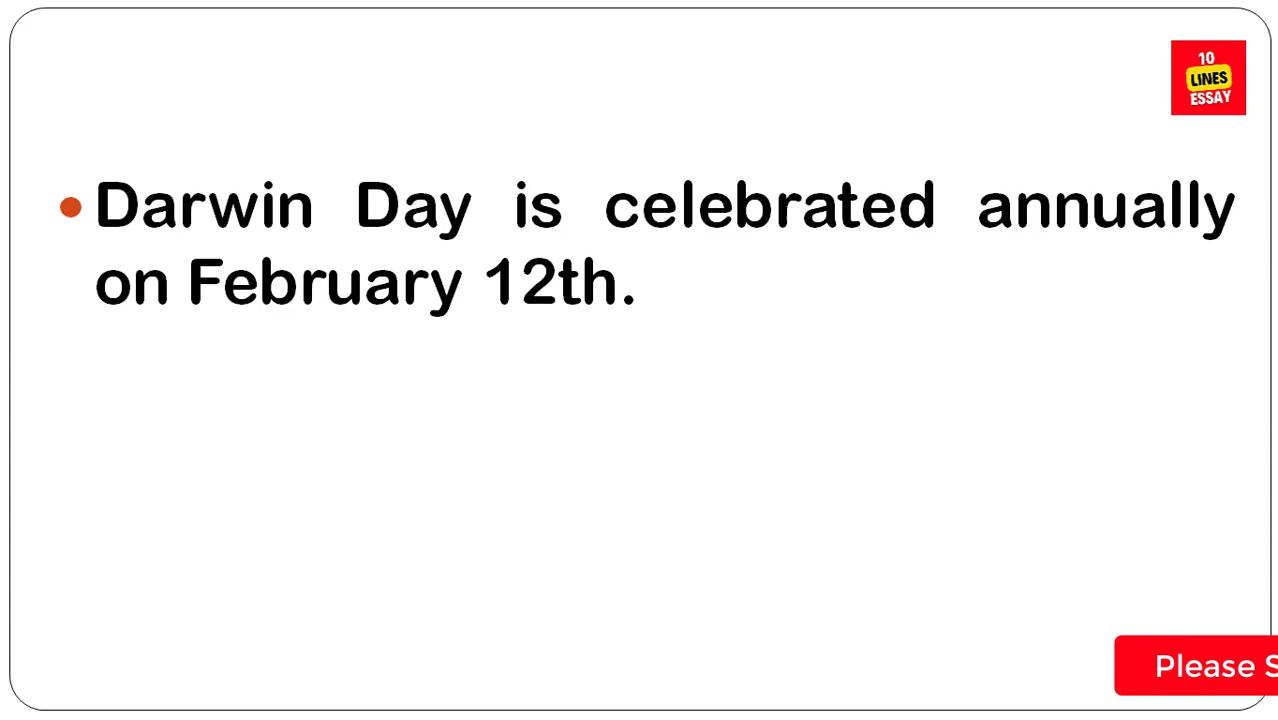 10
LINES
ESSAY
Darwin Day is celebrated annually
on February 12th.
Please S